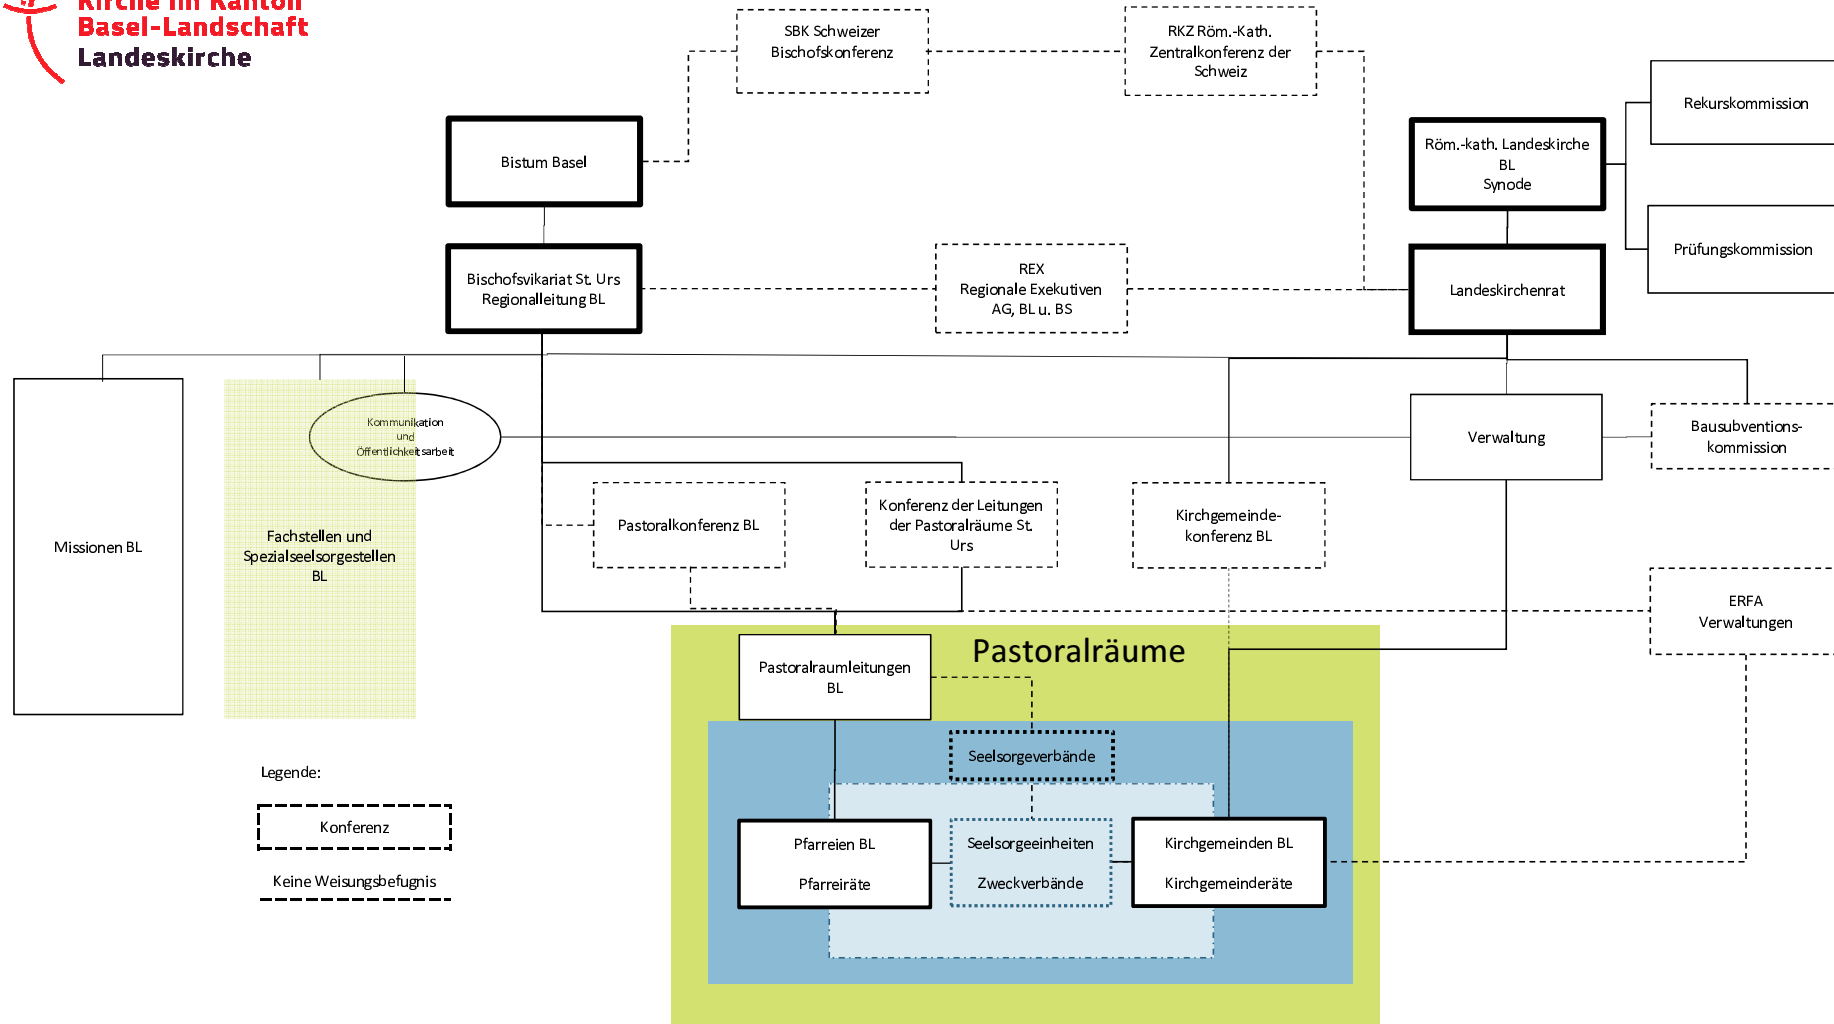 Kirche im Kanton
Basel-Landschaft
Landeskirche
SBK Schweizer
Bischofskonferenz
RKZ Röm.-Kath.
Zentralkonferenz der
Schweiz
Rekurskommission
Bistum Basel
Röm.-kath. Landeskirche
BL
Synode
Prüfungskommission
Bischofsvikariat St. Urs
Regionalleitung BL
REX
Regionale Exekutiven
AG, BL u. BS
Landeskirchenrat
Kommunikation
und
Öffentlichkeitsarbeit
Verwaltung
Bausubventions-
kommission
Missionen BL
Fachstellen und
Spezialseelsorgestellen
BL
Pastoralkonferenz BL
Konferenz der Leitungen
der Pastoralräume St.
Urs
Kirchgemeinde-
konferenz BL
ERFA
Verwaltungen
Pastoralräume
Pastoralraumleitungen
BL
Seelsorgeverbände
Legende:
Konferenz
Keine Weisungsbefugnis
Pfarreien BL
Pfarreiräte
Seelsorgeeinheiten
Zweckverbände
Kirchgemeinden BL
Kirchgemeinderäte